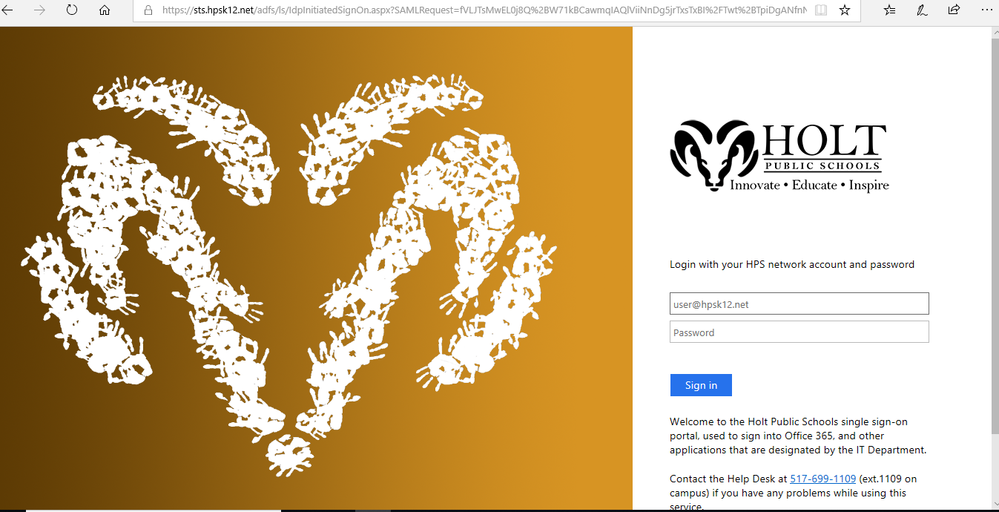 https://sts.hpsk12.net/adfs/ls/IdpInitiatedSignOn.aspx?SAMLRequest=
HOLT
PUBLIC SCHOOLS
Innovate • Educate • Inspire
Login with your HPS network account and password
user@hpsk12.net
Password
Sign in
Welcome to the Holt Public Schools single sign-on
portal, used to sign into Office 365, and other
applications that are designated by the IT Department.
Contact the Help Desk at 517-699-1109 (ext.1109 on
campus) if you have any problems while using this
service.